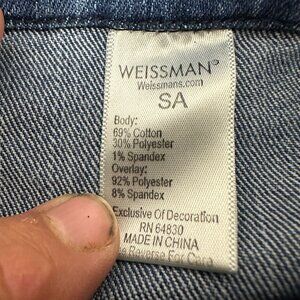 WEISSMAN
Weissmans.com
SA
Body:
69% Cotton
30% Polyester
1% Spandex
Overlay:
92% Polyester
8% Spandex
Exclusive Of Decoration
RN 64830
MADE IN CHINA
Reverse For Care